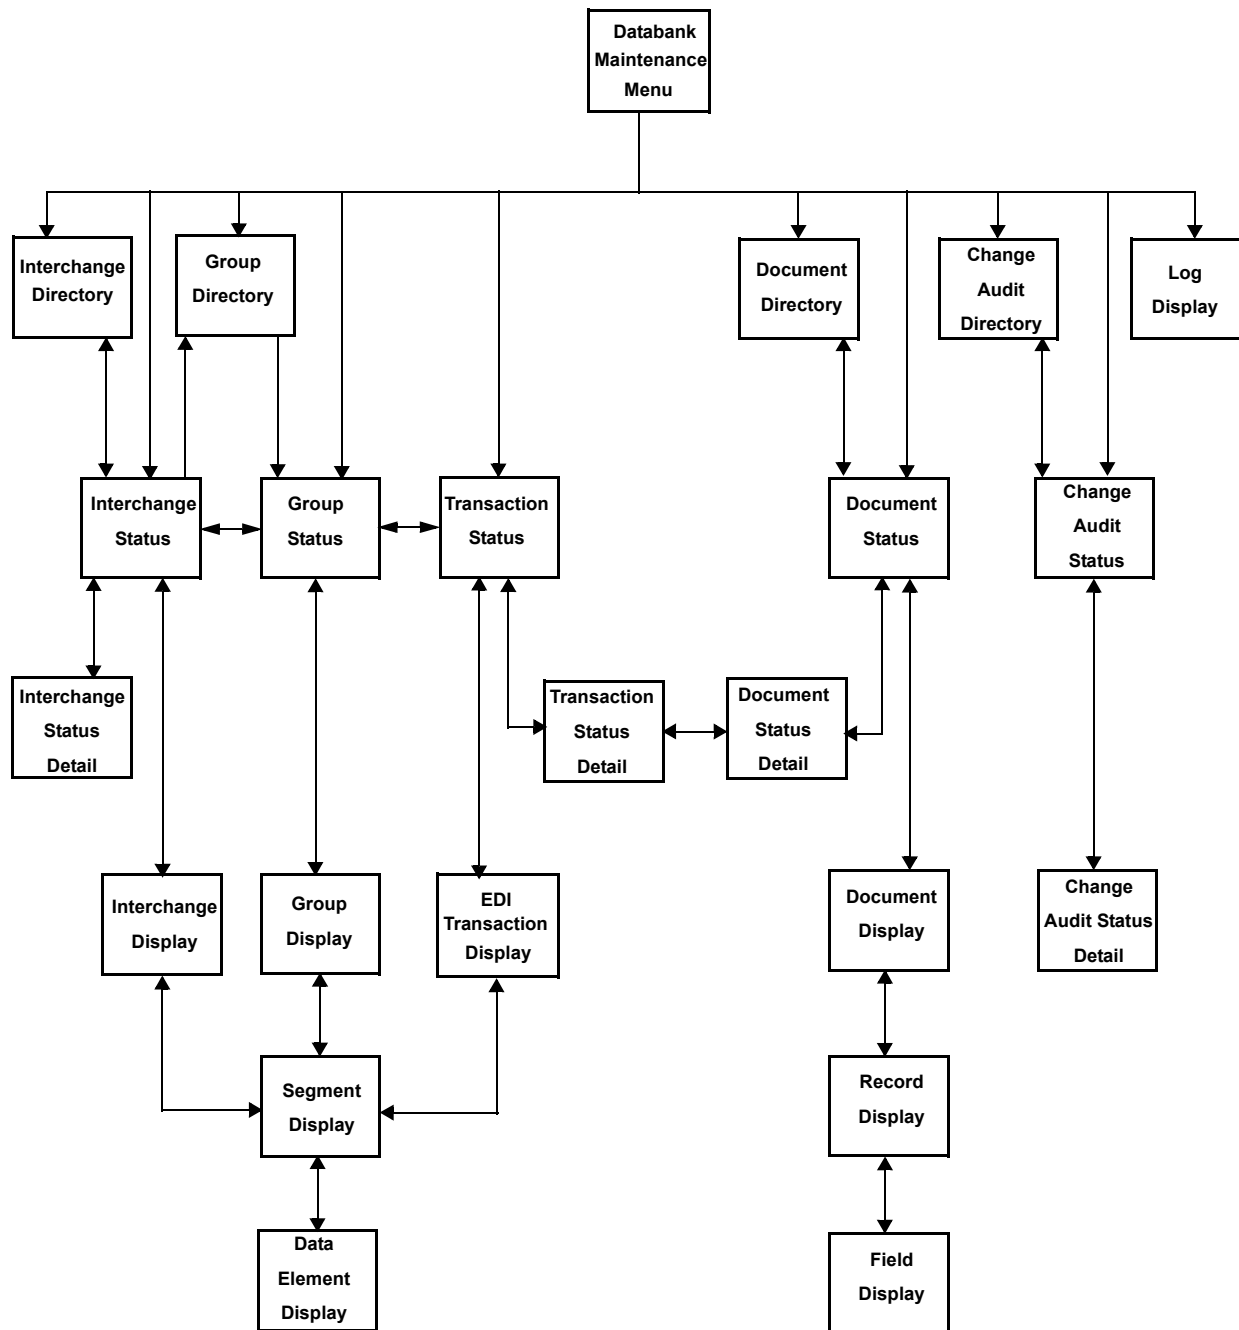 Databank
Maintenance
Menu
Interchange
Directory
Group
Directory
Document
Directory
Change
Audit
Directory
Log
Display
Interchange
Status
Group
Status
Transaction
Status
Document
Status
Change
Audit
Status
Interchange
Status
Detail
Transaction
Status
Detail
Document
Status
Detail
Interchange
Display
Group
Display
EDI
Transaction
Display
Document
Display
Change
Audit Status
Detail
Segment
Display
Record
Display
Data
Element
Display
Field
Display